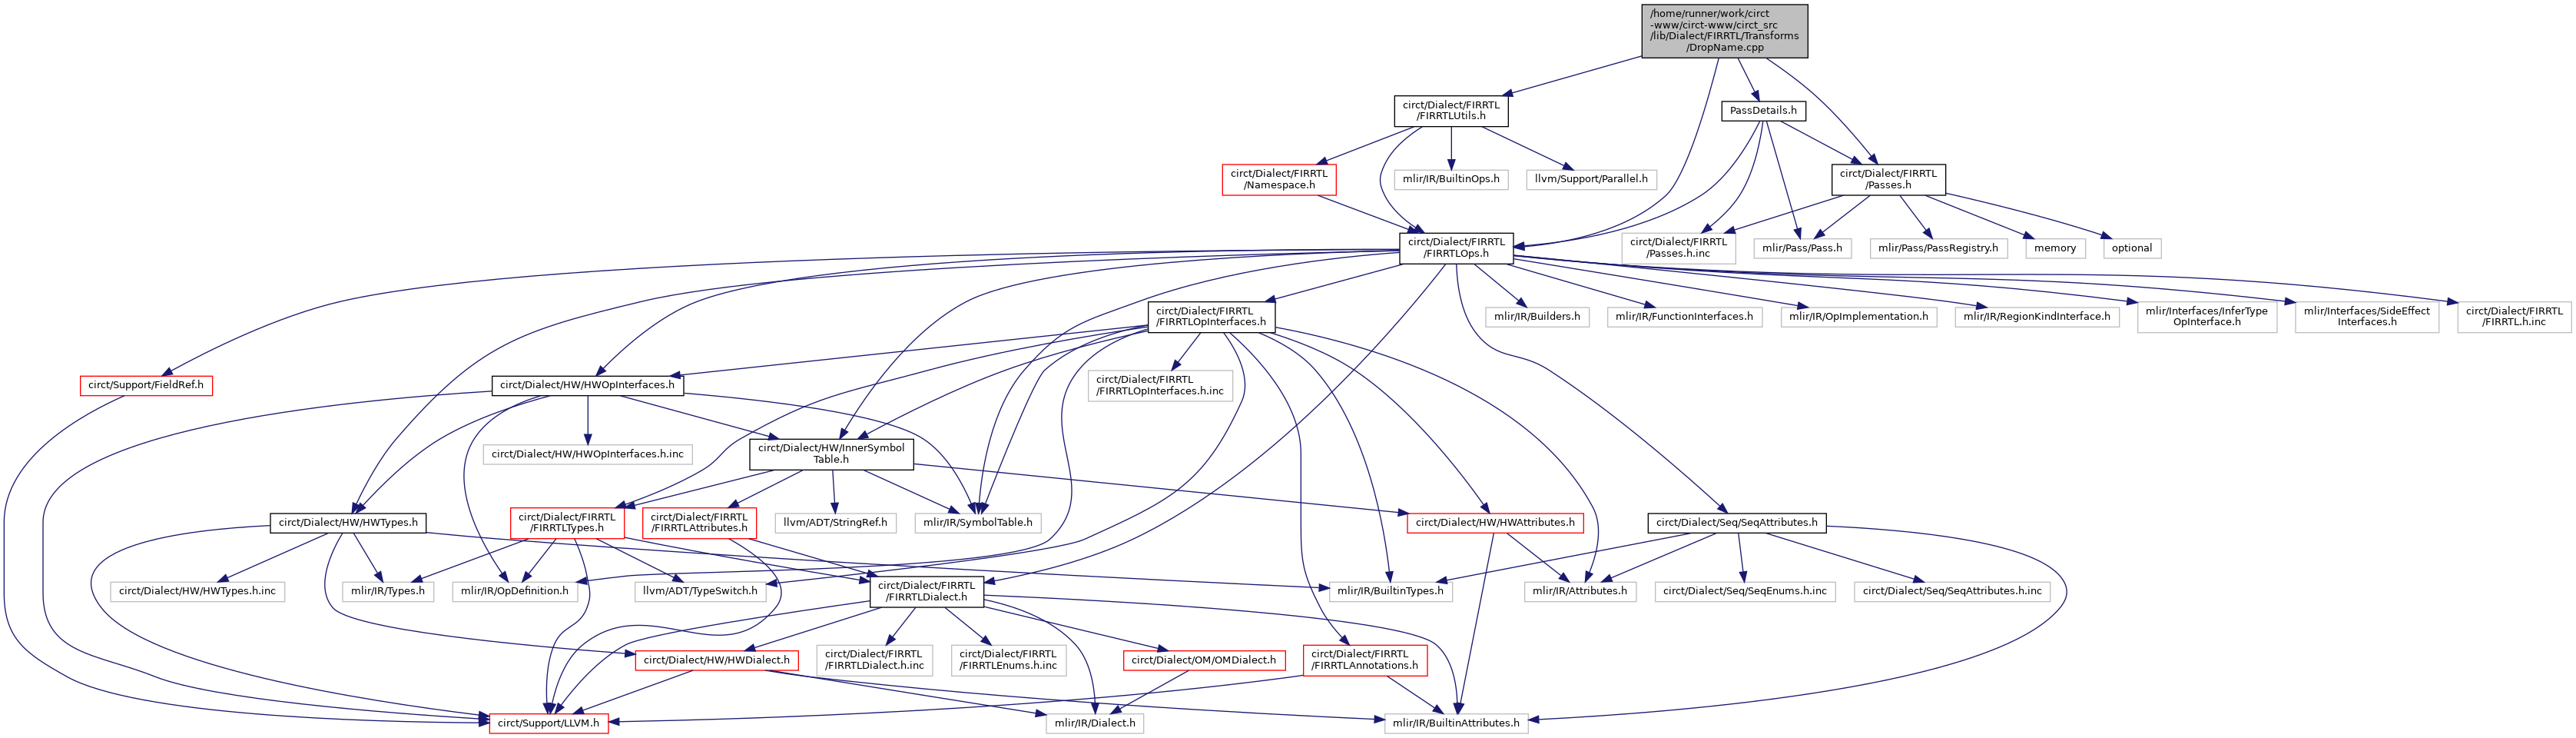 /home/runner/work/circt
-www/circt-www/circt_src
/lib/Dialect/FIRRTL/Transforms
/DropName.cpp
circt/Dialect/FIRRTL
/FIRRTLUtils.h
PassDetails.h
circt/Dialect/FIRRTL
/Namespace.h
mlir/IR/BuiltinOps.h
llvm/Support/Parallel.h
circt/Dialect/FIRRTL
/Passes.h
circt/Dialect/FIRRTL
/FIRRTLOps.h
circt/Dialect/FIRRTL
/Passes.h.inc
mlir/Pass/Pass.h
mlir/Pass/PassRegistry.h
memory
optional
circt/Dialect/FIRRTL
/FIRRTLOpInterfaces.h
mlir/IR/Builders.h
mlir/IR/FunctionInterfaces.h
mlir/IR/OpImplementation.h
mlir/IR/RegionKindInterface.h
mlir/Interfaces/InferType
OpInterface.h
mlir/Interfaces/SideEffect
Interfaces.h
circt/Dialect/FIRRTL
/FIRRTL.h.inc
circt/Support/FieldRef.h
circt/Dialect/HW/HWOpInterfaces.h
circt/Dialect/FIRRTL
/FIRRTLOpInterfaces.h.inc
circt/Dialect/HW/HWOpInterfaces.h.inc
circt/Dialect/HW/InnerSymbol
Table.h
circt/Dialect/HW/HWTypes.h
circt/Dialect/FIRRTL
/FIRRTLTypes.h
circt/Dialect/FIRRTL
/FIRRTLAttributes.h
llvm/ADT/StringRef.h
mlir/IR/SymbolTable.h
circt/Dialect/HW/HWAttributes.h
circt/Dialect/Seq/SeqAttributes.h
circt/Dialect/HW/HWTypes.h.inc
mlir/IR/Types.h
mlir/IR/OpDefinition.h
llvm/ADT/TypeSwitch.h
circt/Dialect/FIRRTL
/FIRRTLDialect.h
mlir/IR/BuiltinTypes.h
mlir/IR/Attributes.h
circt/Dialect/Seq/SeqEnums.h.inc
circt/Dialect/Seq/SeqAttributes.h.inc
circt/Dialect/HW/HWDialect.h
circt/Dialect/FIRRTL
/FIRRTLDialect.h.inc
circt/Dialect/FIRRTL
/FIRRTLEnums.h.inc
circt/Dialect/OM/OMDialect.h
circt/Dialect/FIRRTL
/FIRRTLAnnotations.h
circt/Support/LLVM.h
mlir/IR/Dialect.h
mlir/IR/BuiltinAttributes.h